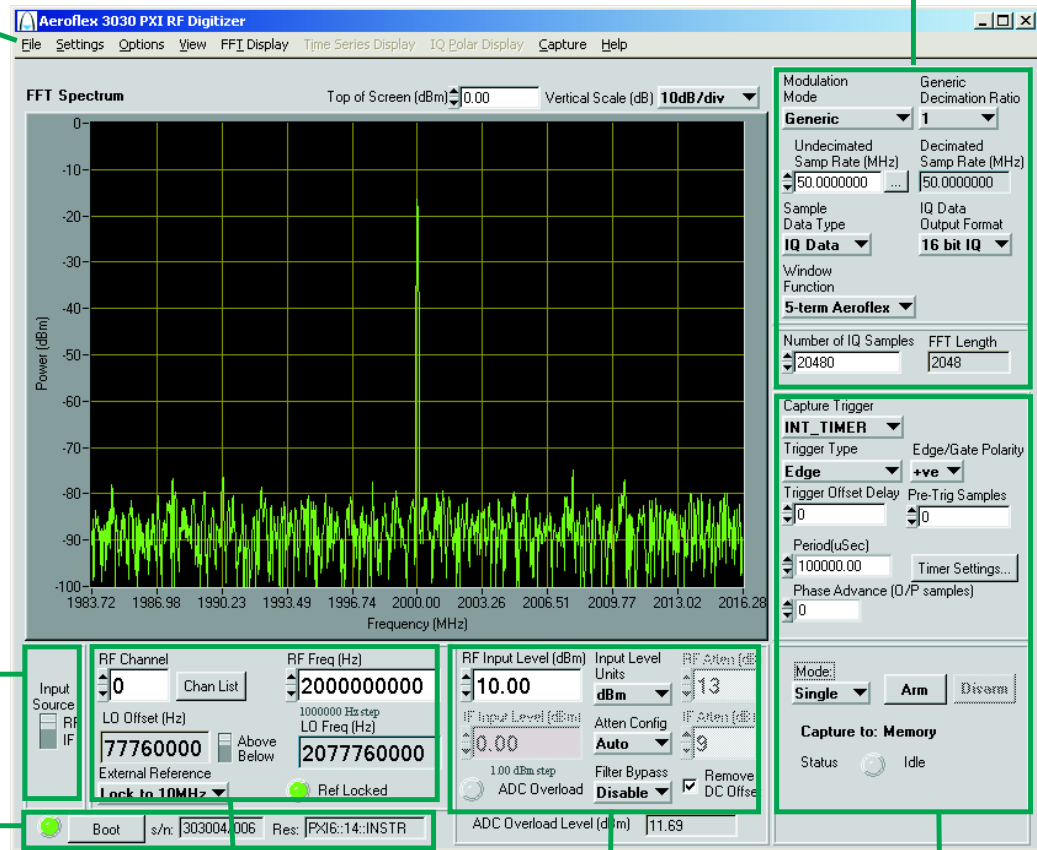 Aeroflex 3030 PXI RF Digitizer
File Settings Options View FFT Display Time Series Display IQ Polar Display Capture Help
FFT Spectrum
Top of Screen (dBm) 0.00
Vertical Scale (dB) 10dB/div
0
-10
-20
-30
-40
-50
-60
-70
-80
-90
-100
Power (dBm)
1983.72 1986.98 1990.23 1993.49 1996.74 2000.00 2003.26 2006.51 2009.77 2013.02 2016.28
Frequency (MHz)
Modulation
Mode
Generic
Generic
Decimation Ratio
1
Undecimated
Samp Rate (MHz)
50.0000000
...
Decimated
Samp Rate (MHz)
50.0000000
Sample
Data Type
IQ Data
IQ Data
Output Format
16 bit IQ
Window
Function
5-term Aeroflex
Number of IQ Samples
20480
FFT Length
2048
Capture Trigger
INT_TIMER
Trigger Type
Edge
Edge/Gate Polarity
+ve
Trigger Offset Delay
0
Pre-Trig Samples
0
Period(uSec)
100000.00
Timer Settings...
Phase Advance (O/P samples)
0
Mode:
Single
Arm
Disarm
Capture to: Memory
Status
Idle
Input
Source
RF
IF
RF Channel
0
Chan List
RF Freq (Hz)
2000000000
1000000 Hz step
LO Offset (Hz)
77760000
Above
Below
LO Freq (Hz)
2077760000
External Reference
Lock to 10MHz
Ref Locked
RF Input Level (dBm)
10.00
Input Level
Units
dBm
RF Atten (dB
13
IF Input Level (dBm)
0.00
Atten Config
Auto
IF Atten (dB)
9
1.00 dBm step
ADC Overload
Filter Bypass
Disable
Remove
DC Offse
Boot
s/n: 303004/006
Res: PXI6::14::INSTR
ADC Overload Level (dBm) 11.69